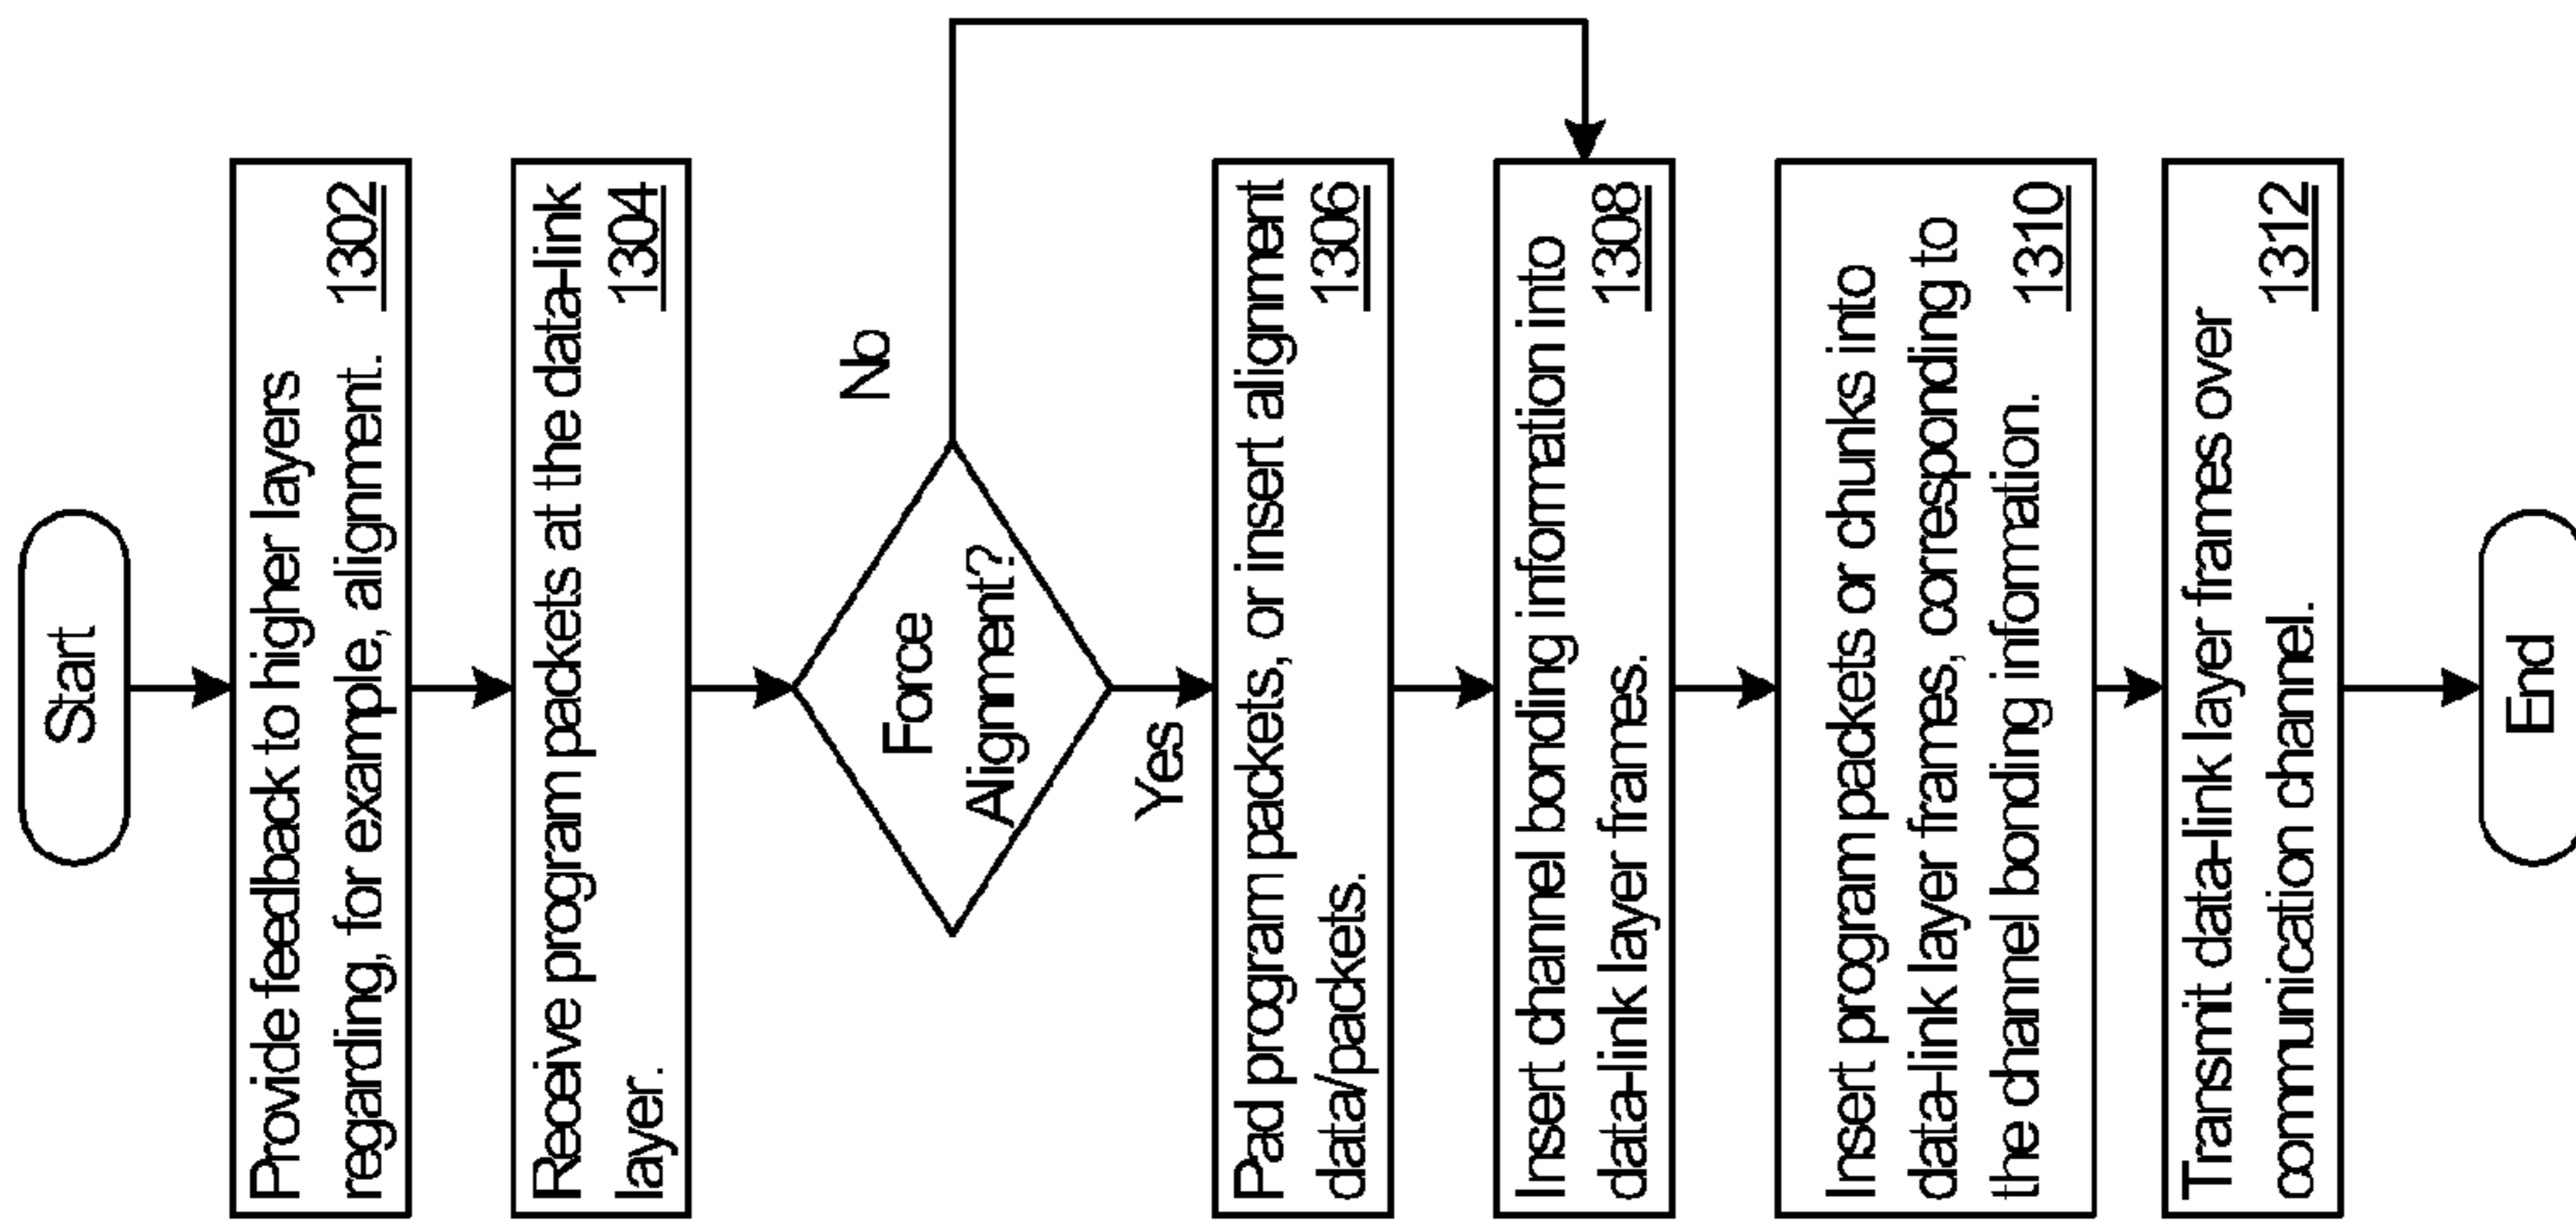 Start
Provide feedback to higher layers
regarding, for example, alignment. 1302
Receive program packets at the data-link
layer. 1304
Force
Alignment?
No
Yes
Pad program packets, or insert alignment
data/packets. 1306
Insert channel bonding information into
data-link layer frames. 1308
Insert program packets or chunks into
data-link layer frames, corresponding to
the channel bonding information. 1310
Transmit data-link layer frames over
communication channel. 1312
End